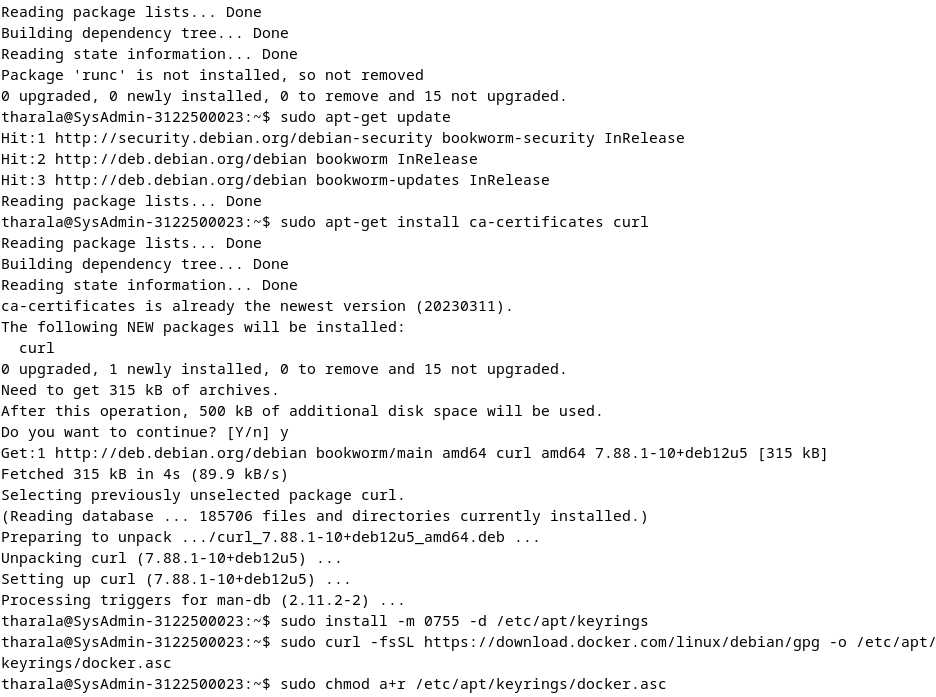 Reading package lists... Done
Building dependency tree... Done
Reading state information... Done
Package 'runc' is not installed, so not removed
0 upgraded, 0 newly installed, 0 to remove and 15 not upgraded.
tharala@SysAdmin-3122500023:~$ sudo apt-get update
Hit:1 http://security.debian.org/debian-security bookworm-security InRelease
Hit:2 http://deb.debian.org/debian bookworm InRelease
Hit:3 http://deb.debian.org/debian bookworm-updates InRelease
Reading package lists... Done
tharala@SysAdmin-3122500023:~$ sudo apt-get install ca-certificates curl
Reading package lists... Done
Building dependency tree... Done
Reading state information... Done
ca-certificates is already the newest version (20230311).
The following NEW packages will be installed:
  curl
0 upgraded, 1 newly installed, 0 to remove and 15 not upgraded.
Need to get 315 kB of archives.
After this operation, 500 kB of additional disk space will be used.
Do you want to continue? [Y/n] y
Get:1 http://deb.debian.org/debian bookworm/main amd64 curl amd64 7.88.1-10+deb12u5 [315 kB]
Fetched 315 kB in 4s (89.9 kB/s)
Selecting previously unselected package curl.
(Reading database ... 185706 files and directories currently installed.)
Preparing to unpack .../curl_7.88.1-10+deb12u5_amd64.deb ...
Unpacking curl (7.88.1-10+deb12u5) ...
Setting up curl (7.88.1-10+deb12u5) ...
Processing triggers for man-db (2.11.2-2) ...
tharala@SysAdmin-3122500023:~$ sudo install -m 0755 -d /etc/apt/keyrings
tharala@SysAdmin-3122500023:~$ sudo curl -fsSL https://download.docker.com/linux/debian/gpg -o /etc/apt/
keyrings/docker.asc
tharala@SysAdmin-3122500023:~$ sudo chmod a+r /etc/apt/keyrings/docker.asc